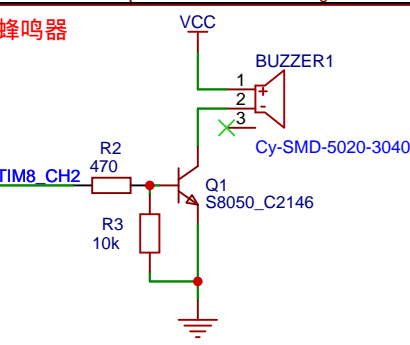 蜂鸣器
VCC
BUZZER1
1
+
2
-
3
Cy-SMD-5020-3040
R2
470
TIM8_CH2
Q1
S8050_C2146
R3
10k